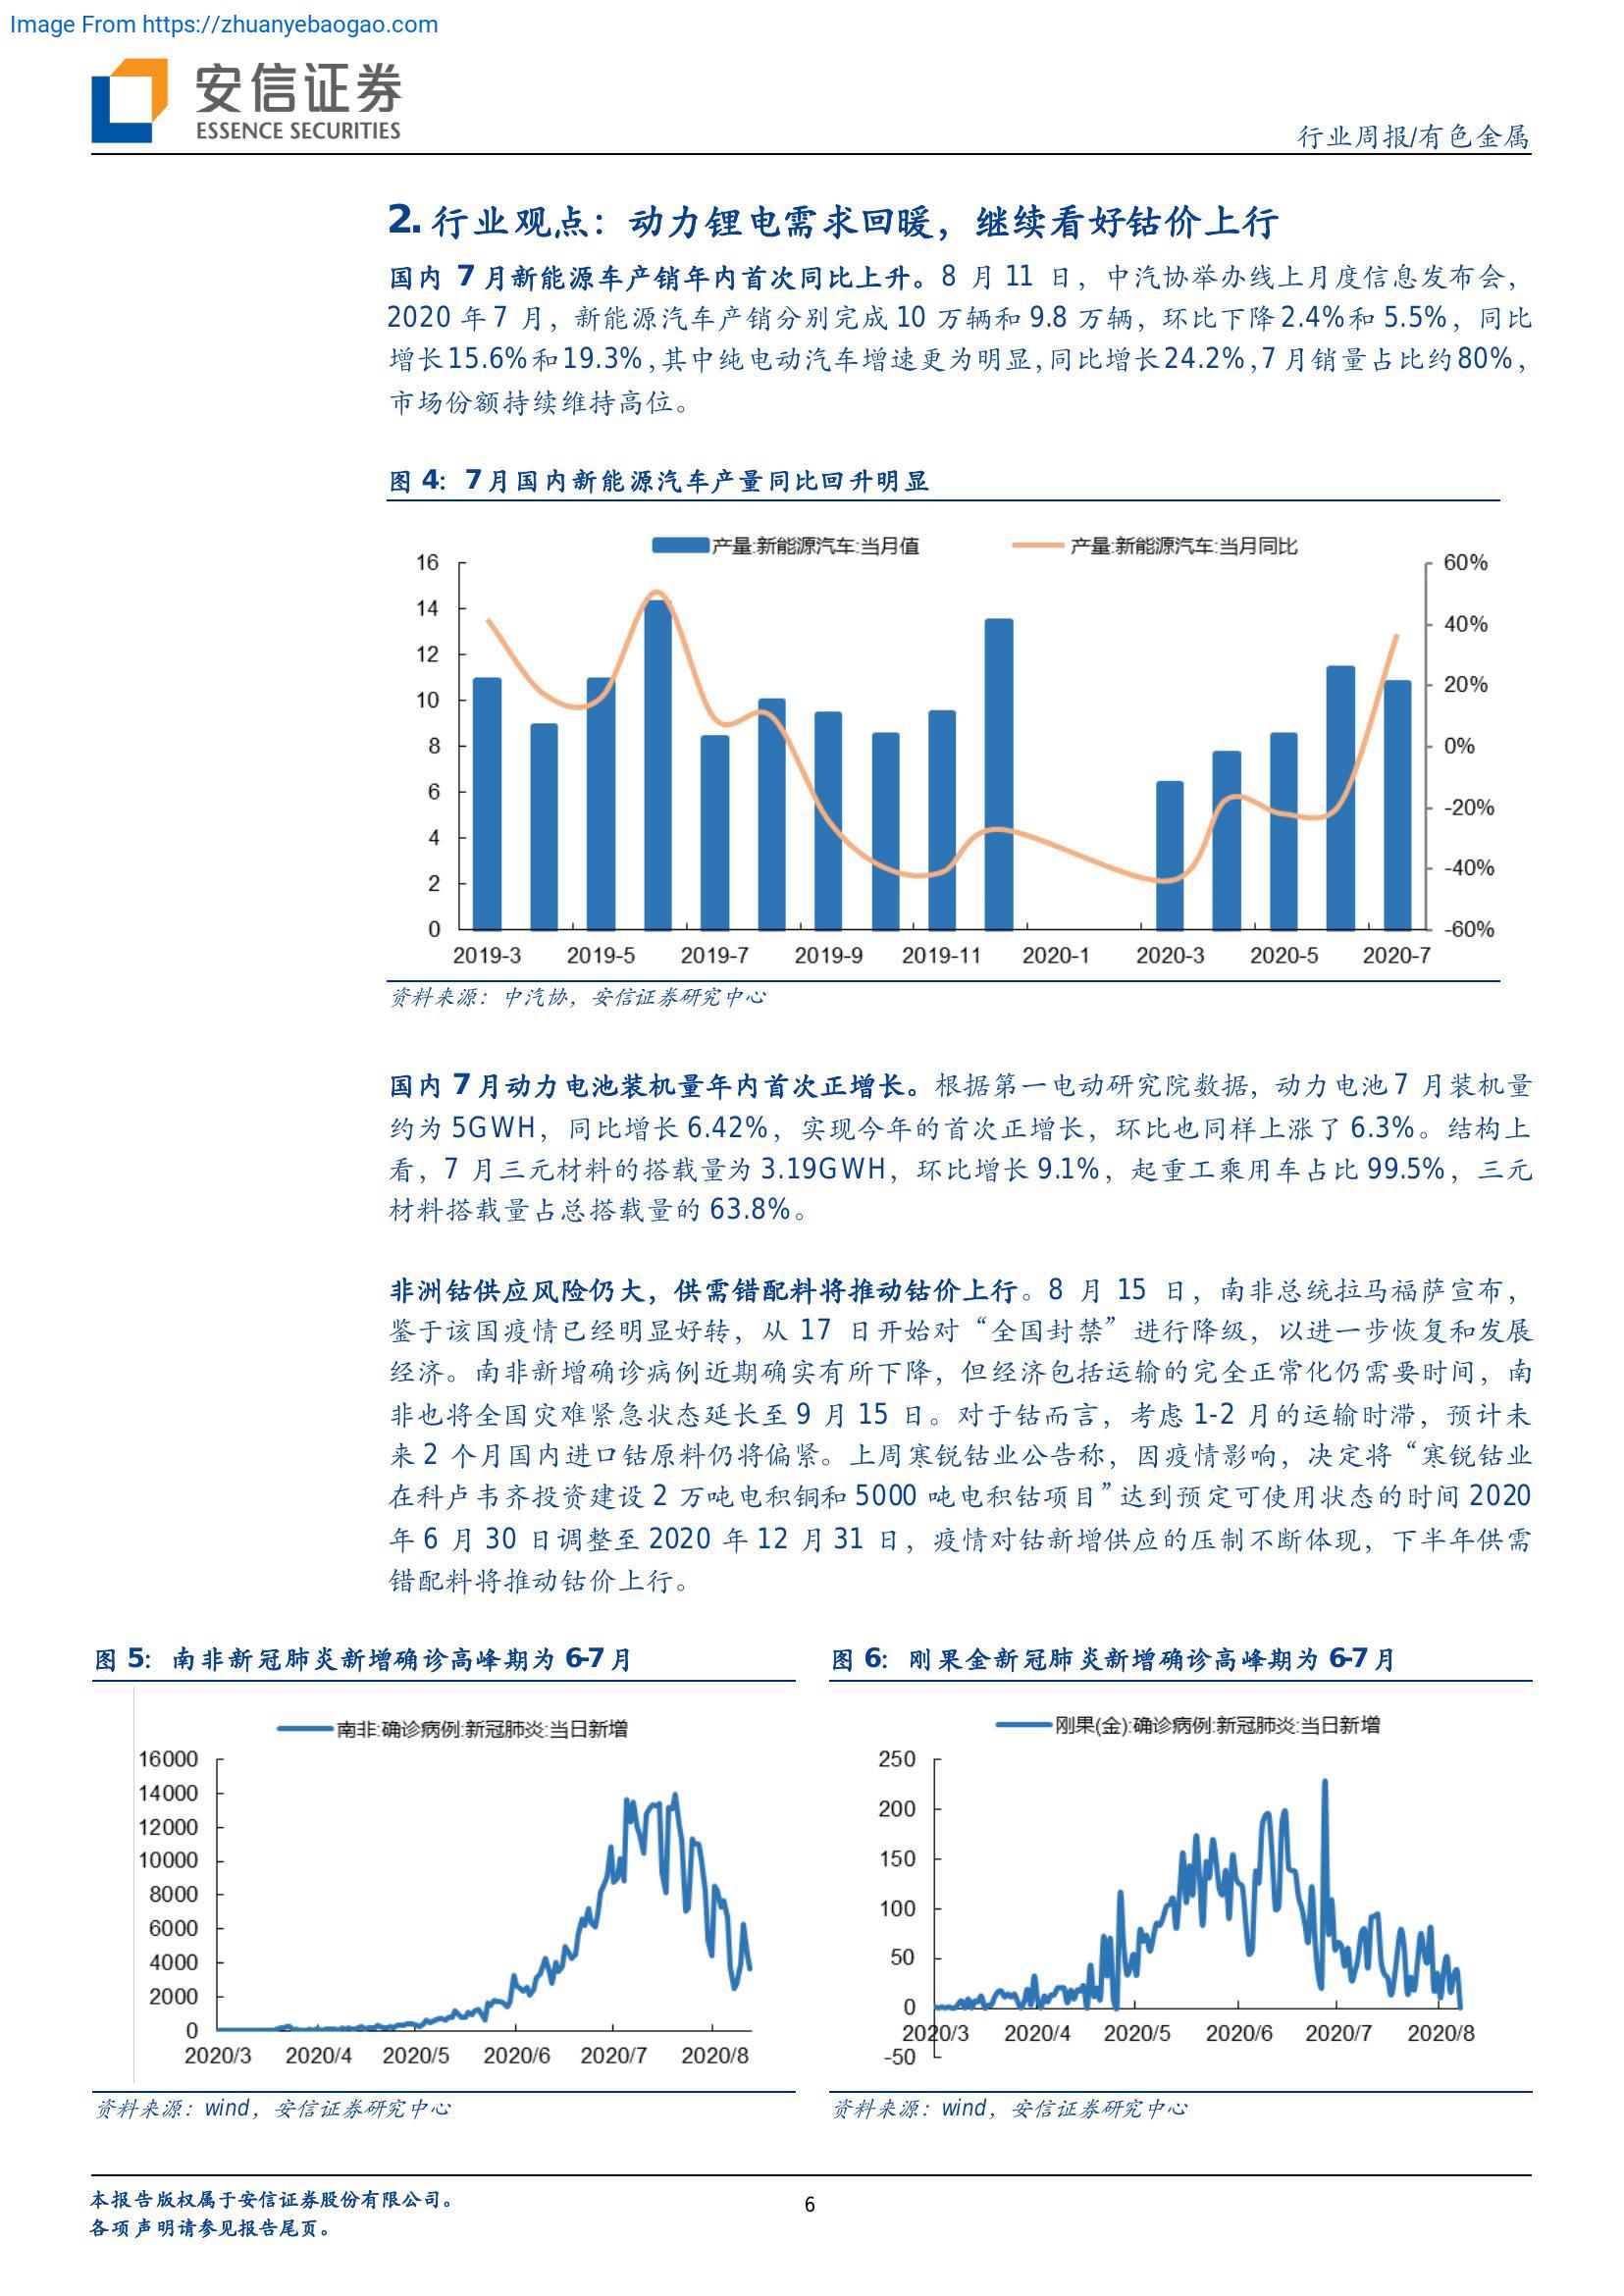 Image From https://zhuanyebaogao.com
安信证券
ESSENCE SECURITIES
行业周报/有色金属
2. 行业观点：动力锂电需求回暖，继续看好钴价上行
国内 7 月新能源车产销年内首次同比上升。8 月 11 日，中汽协举办线上月度信息发布会，
2020 年 7 月，新能源汽车产销分别完成 10 万辆和 9.8 万辆，环比下降 2.4%和 5.5%，同比
增长 15.6%和 19.3%，其中纯电动汽车增速更为明显，同比增长 24.2%，7 月销量占比约 80%，
市场份额持续维持高位。
图 4：7 月国内新能源汽车产量同比回升明显
产量:新能源汽车:当月值 产量:新能源汽车:当月同比
16 60%
14 40%
12
10 20%
8 0%
6 -20%
4 -40%
2
0 -60%
2019-3 2019-5 2019-7 2019-9 2019-11 2020-1 2020-3 2020-5 2020-7
资料来源：中汽协，安信证券研究中心
国内 7 月动力电池装机量年内首次正增长。根据第一电动研究院数据，动力电池 7 月装机量
约为 5GWH，同比增长 6.42%，实现今年的首次正增长，环比也同样上涨了 6.3%。结构上
看，7 月三元材料的搭载量为 3.19GWH，环比增长 9.1%，起重工乘用车占比 99.5%，三元
材料搭载量占总搭载量的 63.8%。
非洲钴供应风险仍大，供需错配料将推动钴价上行。8 月 15 日，南非总统拉马福萨宣布，
鉴于该国疫情已经明显好转，从 17 日开始对“全国封禁”进行降级，以进一步恢复和发展
经济。南非新增确诊病例近期确实有所下降，但经济包括运输的完全正常化仍需要时间，南
非也将全国灾难紧急状态延长至 9 月 15 日。对于钴而言，考虑 1-2 月的运输时滞，预计未
来 2 个月国内进口钴原料仍将偏紧。上周寒锐钴业公告称，因疫情影响，决定将“寒锐钴业
在科卢韦齐投资建设 2 万吨电积铜和 5000 吨电积钴项目”达到预定可使用状态的时间 2020
年 6 月 30 日调整至 2020 年 12 月 31 日，疫情对钴新增供应的压制不断体现，下半年供需
错配料将推动钴价上行。
图 5：南非新冠肺炎新增确诊高峰期为 6-7 月
南非:确诊病例:新冠肺炎:当日新增
16000
14000
12000
10000
8000
6000
4000
2000
0
2020/3 2020/4 2020/5 2020/6 2020/7 2020/8
资料来源：wind，安信证券研究中心
图 6：刚果金新冠肺炎新增确诊高峰期为 6-7 月
刚果(金):确诊病例:新冠肺炎:当日新增
250
200
150
100
50
0
2020/3 2020/4 2020/5 2020/6 2020/7 2020/8
-50
资料来源：wind，安信证券研究中心
本报告版权属于安信证券股份有限公司。
各项声明请参见报告尾页。
6